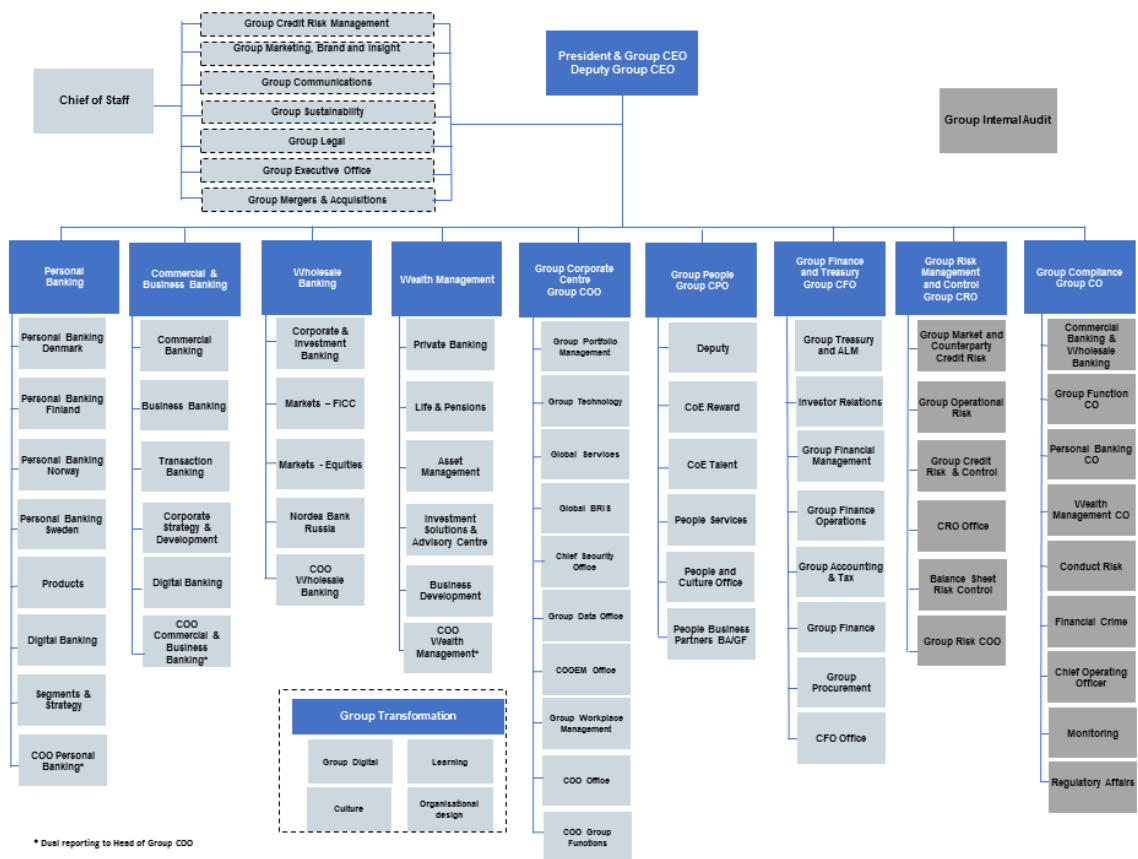 Group Credit Risk Management
Group Marketing, Brand and Insight
Group Communications
Group Sustainability
Group Legal
Group Executive Office
Group Mergers & Acquisitions
Chief of Staff
President & Group CEO
Deputy Group CEO
Group Internal Audit
Personal
Banking
Personal Banking
Denmark
Personal Banking
Finland
Personal Banking
Norway
Personal Banking
Sweden
Products
Digital Banking
Segments &
Strategy
COO Personal
Banking*
Commercial &
Business Banking
Commercial
Banking
Business Banking
Transaction
Banking
Corporate
Strategy &
Development
Digital Banking
COO
Commercial &
Business
Banking*
Wholesale
Banking
Corporate &
Investment
Banking
Markets – FICC
Markets - Equities
Nordea Bank
Russia
COO
Wholesale
Banking
Wealth Management
Private Banking
Life & Pensions
Asset
Management
Investment
Solutions &
Advisory Centre
Business
Development
COO
Wealth
Management*
Group Corporate
Centre
Group COO
Group Portfolio
Management
Group Technology
Global Services
Global BRIS
Chief Security
Office
Group Data Office
COOEM Office
Group Workplace
Management
COO Office
COO Group
Functions
Group People
Group CPO
Deputy
CoE Reward
CoE Talent
People Services
People and
Culture Office
People Business
Partners BA/GF
Group Finance
and Treasury
Group CFO
Group Treasury
and ALM
Investor Relations
Group Financial
Management
Group Finance
Operations
Group Accounting
& Tax
Group Finance
Group
Procurement
CFO Office
Group Risk
Management
and Control
Group CRO
Group Market and
Counterparty
Credit Risk
Group Operational
Risk
Group Credit
Risk & Control
CRO Office
Balance Sheet
Risk Control
Group Risk COO
Group Compliance
Group CO
Commercial
Banking &
Wholesale
Banking
Group Function
CO
Personal Banking
CO
Wealth
Management CO
Conduct Risk
Financial Crime
Chief Operating
Officer
Monitoring
Regulatory Affairs
Group Transformation
Group Digital
Learning
Culture
Organisational
design
* Dual reporting to Head of Group COO